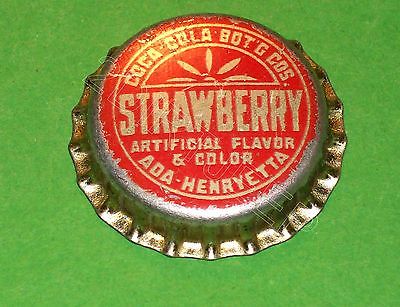 COCA-COLA BOT'G COS.
STRAWBERRY
ARTIFICIAL FLAVOR
& COLOR
ADA-HENRYETTA